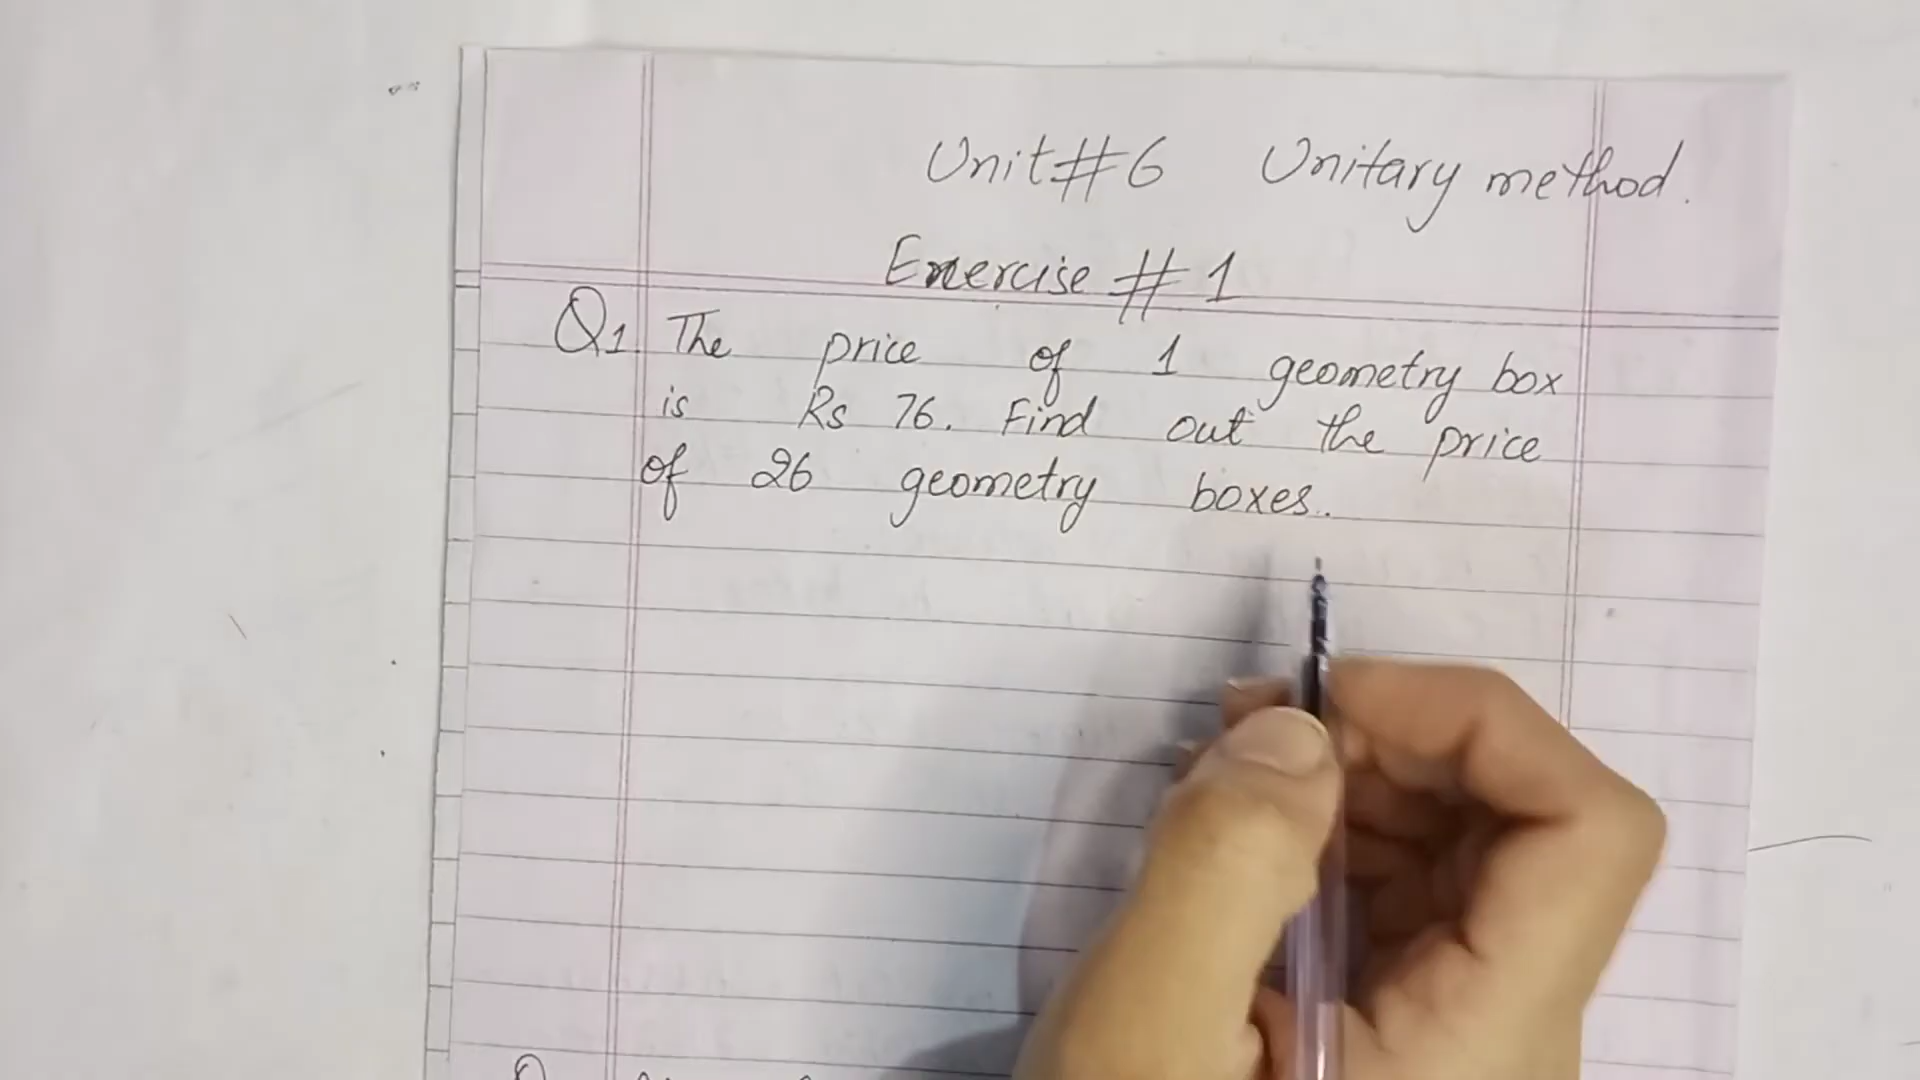 Unit#6 Unitary method.
Exercise # 1
Q1. The price of 1 geometry box
is Rs 76. Find out the price
of 26 geometry boxes.